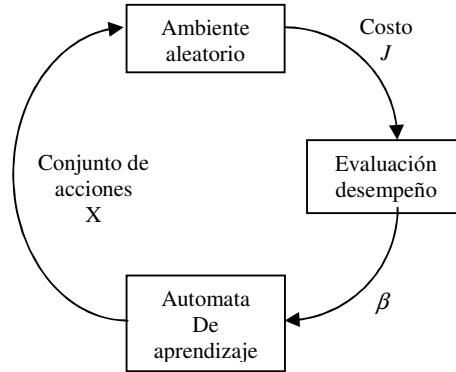 Ambiente
aleatorio
Costo
J
Evaluación
desempeño
β
Automata
De
aprendizaje
Conjunto de
acciones
X